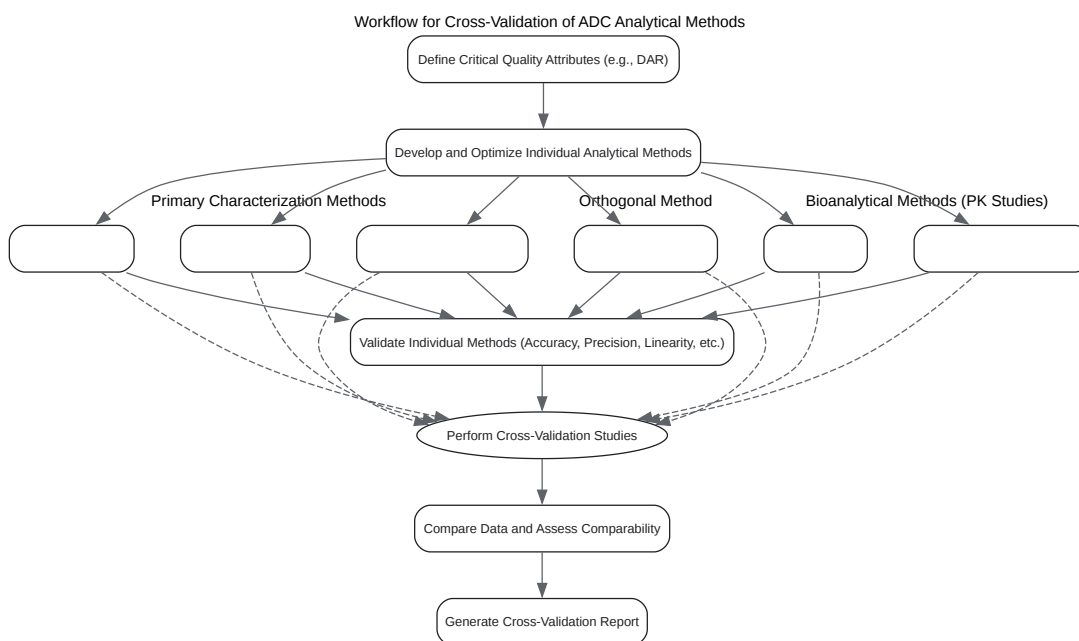 Workflow for Cross-Validation of ADC Analytical Methods
Define Critical Quality Attributes (e.g., DAR)
Develop and Optimize Individual Analytical Methods
Primary Characterization Methods
Orthogonal Method
Bioanalytical Methods (PK Studies)
Validate Individual Methods (Accuracy, Precision, Linearity, etc.)
Perform Cross-Validation Studies
Compare Data and Assess Comparability
Generate Cross-Validation Report